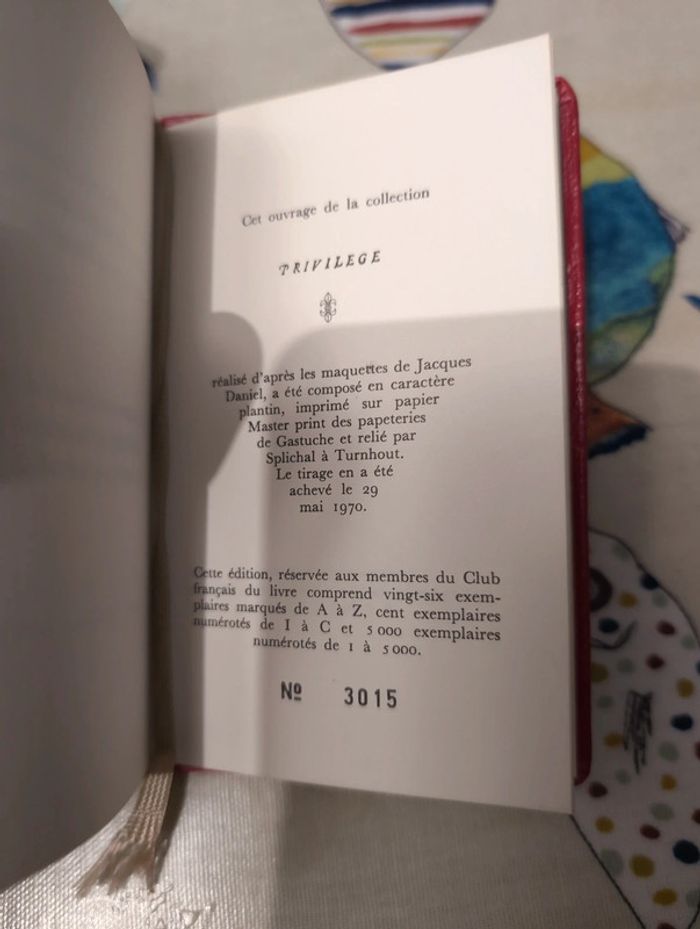 Cet ouvrage de la collection
PRIVILEGE
réalisé d'après les maquettes de Jacques
Daniel, a été composé en caractère
plantin, imprimé sur papier
Master print des papeteries
de Gastuche et relié par
Splichal à Turnhout.
Le tirage en a été
achevé le 29
mai 1970.
Cette édition, réservée aux membres du Club
français du livre comprend vingt-six exem-
plaires marqués de A à Z, cent exemplaires
numérotés de I à C et 5 000 exemplaires
numérotés de 1 à 5 000.
Nº 3015